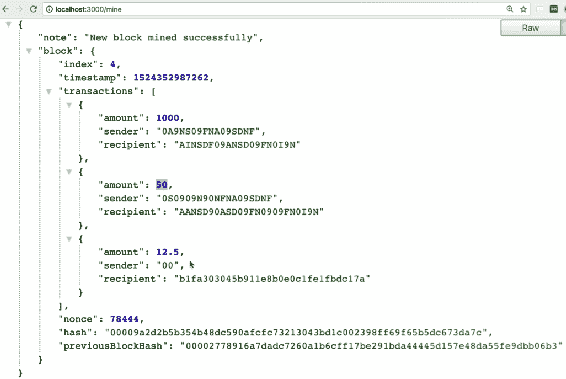 localhost:3000/mine
Raw
{
"note": "New block mined successfully",
"block": {
"index": 4,
"timestamp": 1524352987262,
"transactions": [
{
"amount": 1000,
"sender": "0A9NS09FNA09SDNF",
"recipient": "AINSDF09ANSD09FN0I9N"
},
{
"amount": 50,
"sender": "0S09O9N90NFNA09SDNF",
"recipient": "AANSD90ASD09FN0909FN0I9N"
},
{
"amount": 12.5,
"sender": "00",
"recipient": "b1fa303045b911e8b0e0c1fe1fbdc17a"
}
],
"nonce": 78444,
"hash": "00009a2d2b5b354b48dc590afcfc73213043bd1c002398ff69f65b5dc673da7c",
"previousBlockHash": "00002778916a7dadc7260a1b6cff17be291bda44445d157e48da55fe9dbb06b3"
}
}